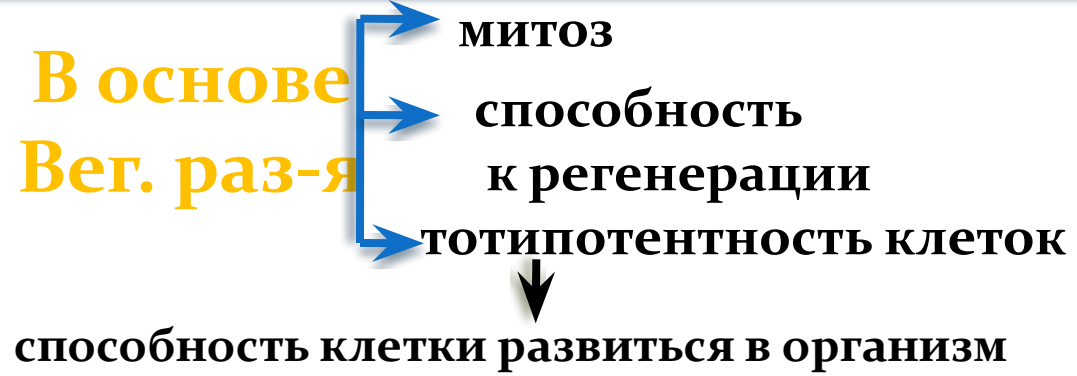 В основе
Вег. раз-я
митоз
способность
к регенерации
тотипотентность клеток
способность клетки развиться в организм